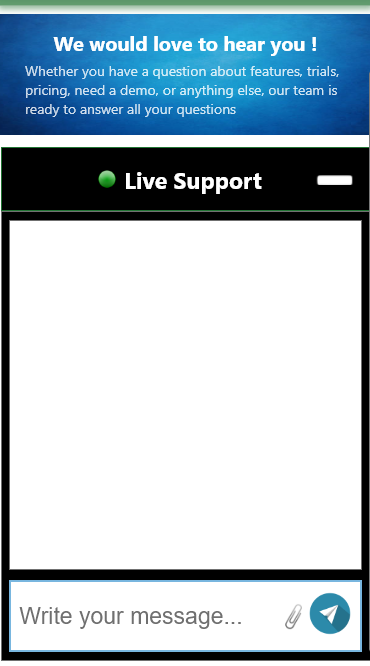 We would love to hear you !
Whether you have a question about features, trials,
pricing, need a demo, or anything else, our team is
ready to answer all your questions
Live Support
Write your message...